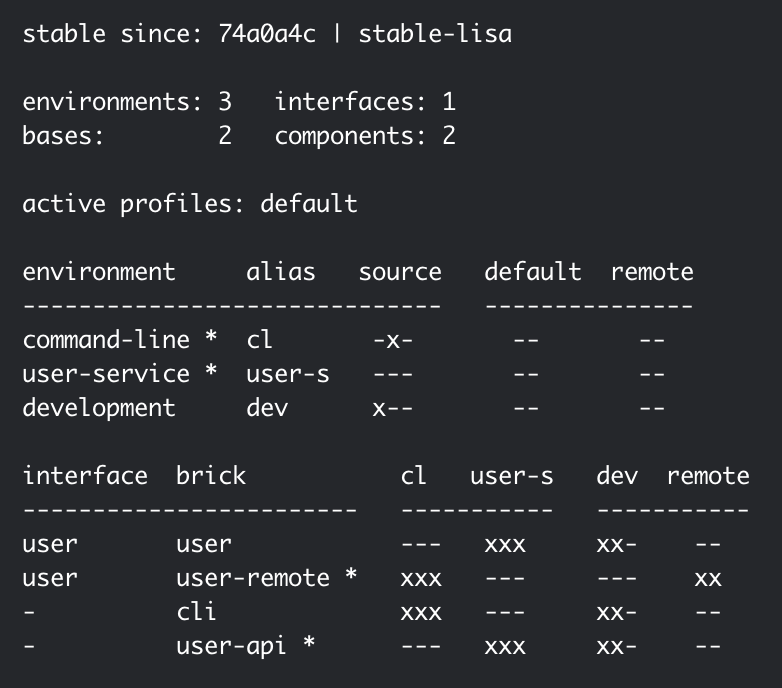 stable since: 74a0a4c | stable-lisa

environments: 3   interfaces: 1
bases:        2   components: 2

active profiles: default

environment     alias   source   default  remote
------------------------------   ---------------
command-line *  cl       -x-       --       --
user-service *  user-s   ---       --       --
development     dev      x--       --       --

interface  brick           cl   user-s   dev  remote
------------------------   -----------   -----------
user       user            ---   xxx     xx-    --
user       user-remote *   xxx   ---     ---    xx
-          cli             xxx   ---     xx-    --
-          user-api *      ---   xxx     xx-    --